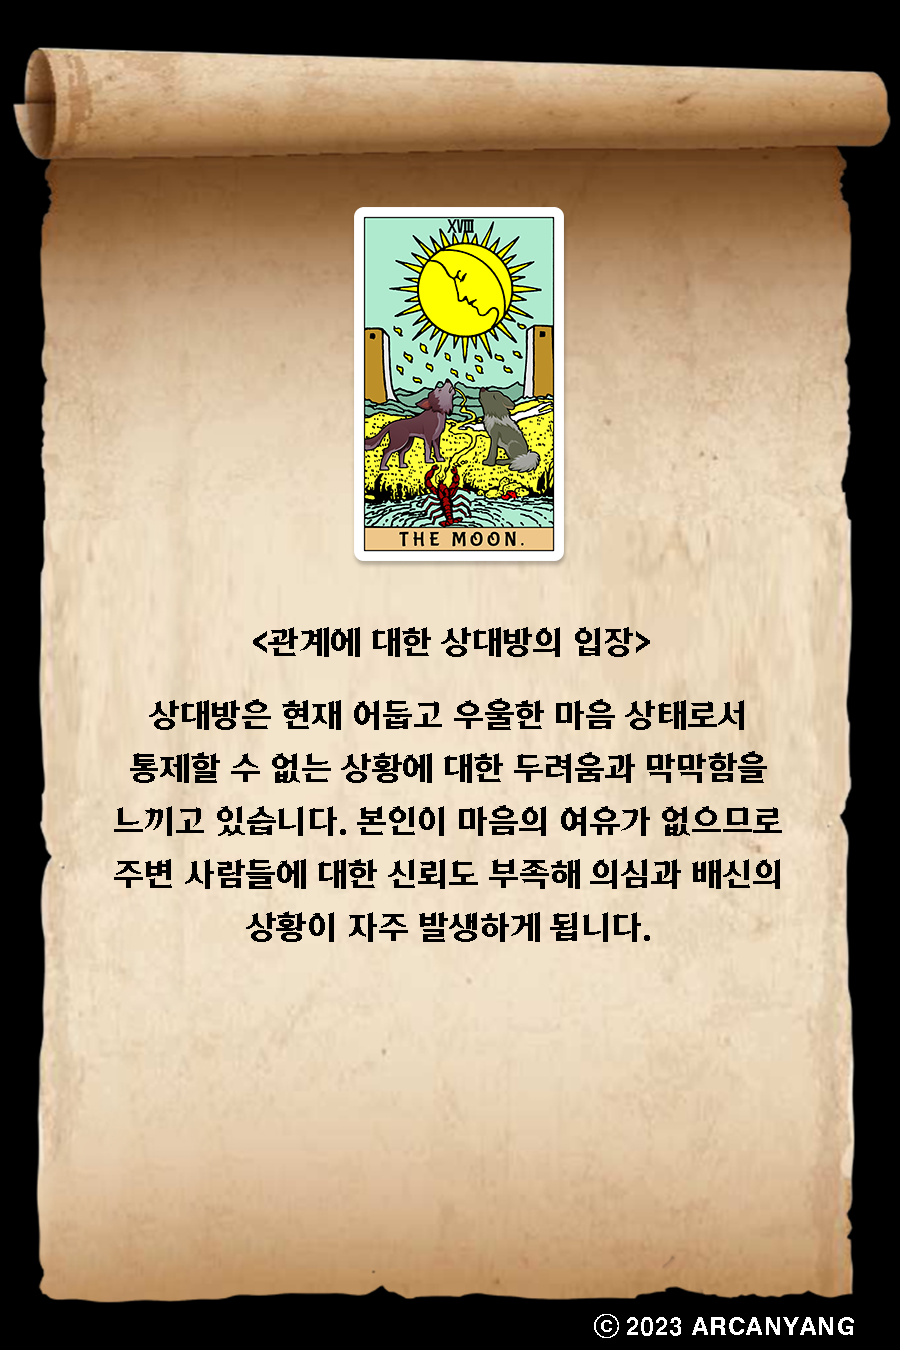 XVIII
THE MOON.
<관계에 대한 상대방의 입장>
상대방은 현재 어둡고 우울한 마음 상태로서
통제할 수 없는 상황에 대한 두려움과 막막함을
느끼고 있습니다. 본인이 마음의 여유가 없으므로
주변 사람들에 대한 신뢰도 부족해 의심과 배신의
상황이 자주 발생하게 됩니다.
ⓒ 2023 ARCANYANG